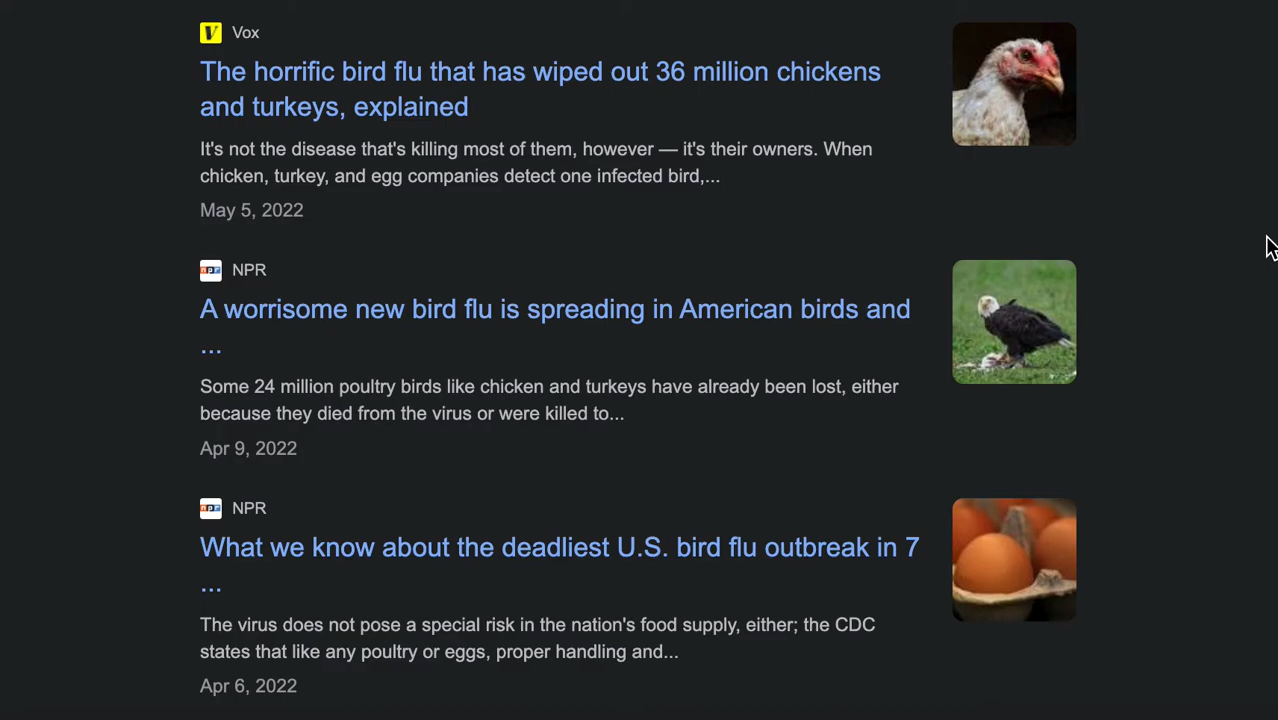 V Vox
The horrific bird flu that has wiped out 36 million chickens
and turkeys, explained
It's not the disease that's killing most of them, however — it's their owners. When
chicken, turkey, and egg companies detect one infected bird,...
May 5, 2022
npr NPR
A worrisome new bird flu is spreading in American birds and
...
Some 24 million poultry birds like chicken and turkeys have already been lost, either
because they died from the virus or were killed to...
Apr 9, 2022
npr NPR
What we know about the deadliest U.S. bird flu outbreak in 7
...
The virus does not pose a special risk in the nation's food supply, either; the CDC
states that like any poultry or eggs, proper handling and...
Apr 6, 2022